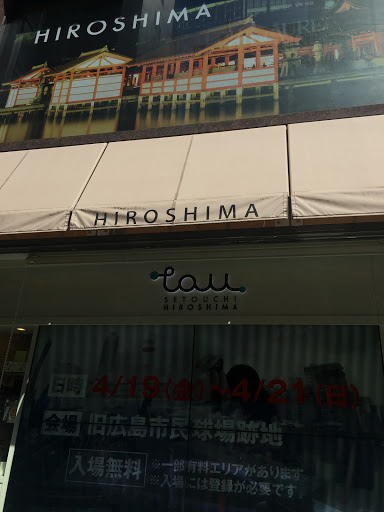 HIROSHIMA
HIROSHIMA
tau
SETOUCHI
HIROSHIMA
日時 4/19(金)~4/21(日)
会場 旧広島市民球場跡地
入場無料 ※一部有料エリアがあります
※入場には登録が必要です